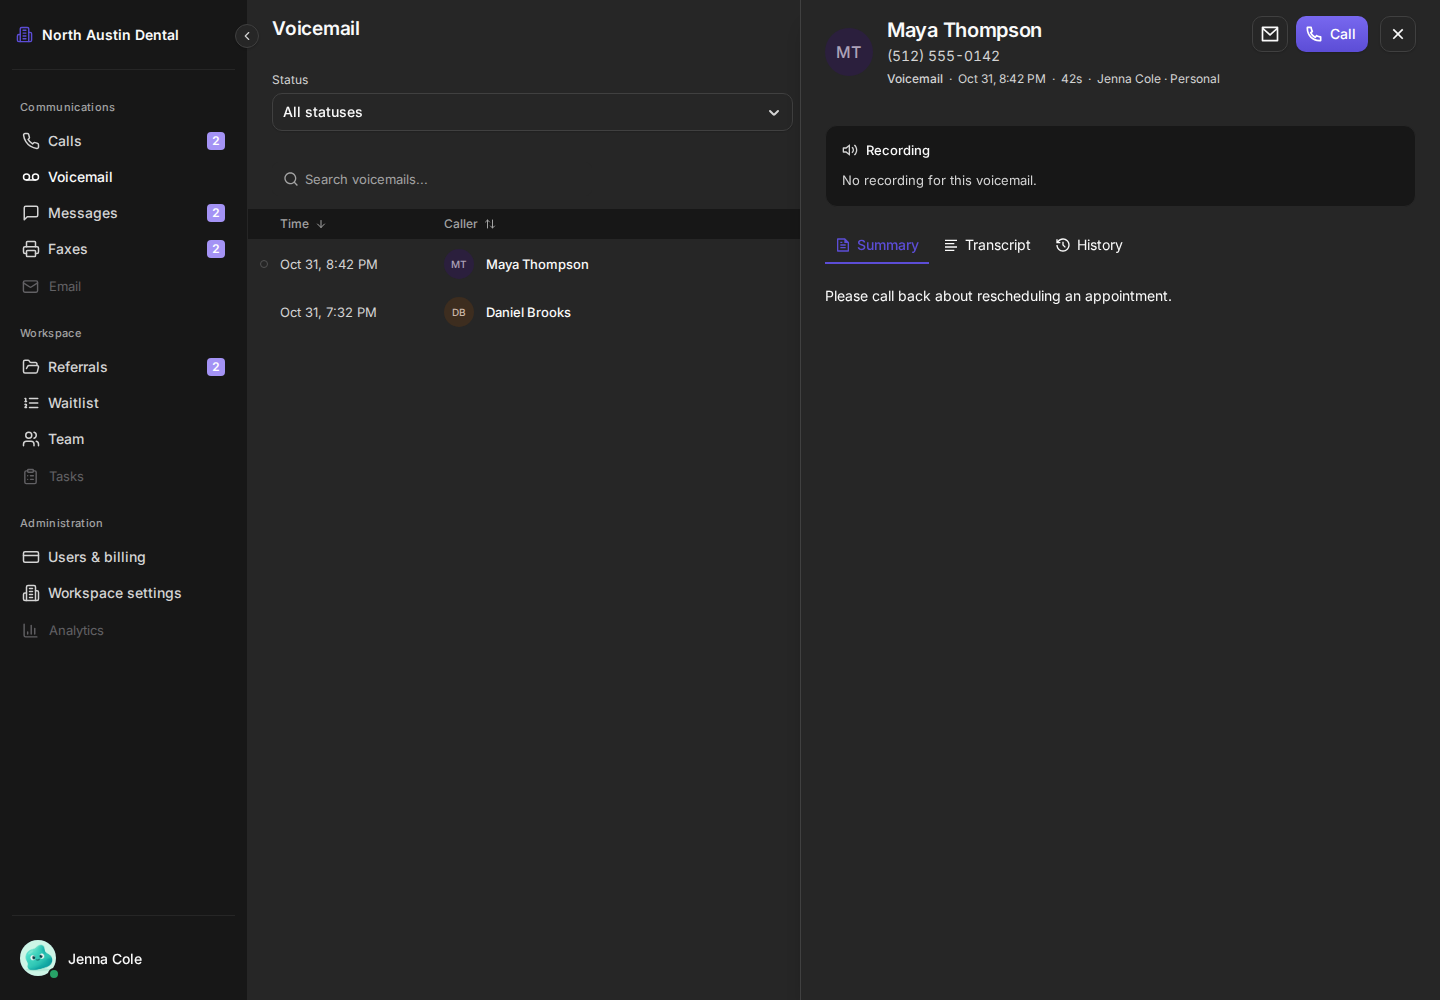 North Austin Dental
Communications
Calls 2
Voicemail
Messages 2
Faxes 2
Email
Workspace
Referrals 2
Waitlist
Team
Tasks
Administration
Users & billing
Workspace settings
Analytics
Jenna Cole
Voicemail
Status
All statuses
Search voicemails...
Time Caller
Oct 31, 8:42 PM MT Maya Thompson
Oct 31, 7:32 PM DB Daniel Brooks
MT
Maya Thompson
(512) 555-0142
Voicemail · Oct 31, 8:42 PM · 42s · Jenna Cole · Personal
Call
Recording
No recording for this voicemail.
Summary Transcript History
Please call back about rescheduling an appointment.